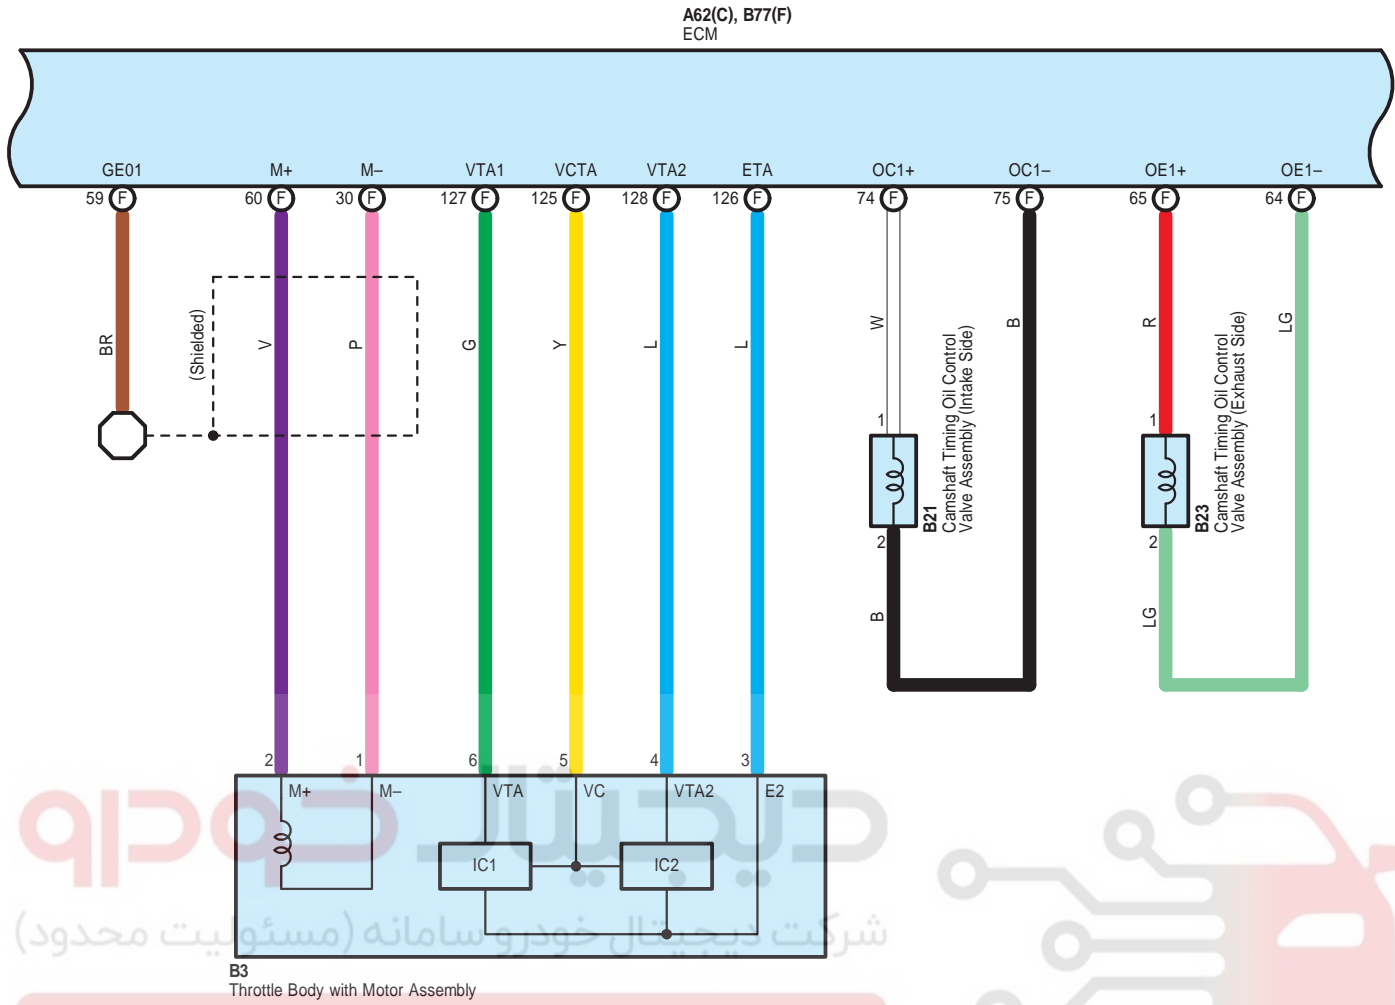 A62(C), B77(F)
ECM
GE01 M+ M– VTA1 VCTA VTA2 ETA OC1+ OC1– OE1+ OE1–
59 F 60 F 30 F 127 F 125 F 128 F 126 F 74 F 75 F 65 F 64 F
BR
(Shielded)
V
P
G
Y
L
L
W
B
R
LG
1
2
B21
Camshaft Timing Oil Control
Valve Assembly (Intake Side)
B
1
2
B23
Camshaft Timing Oil Control
Valve Assembly (Exhaust Side)
LG
2 1 6 5 4 3
M+ M– VTA VC VTA2 E2
IC1 IC2
دیجیتال خودرو
شرکت دیجیتال خودرو سامانه (مسئولیت محدود)
B3
Throttle Body with Motor Assembly